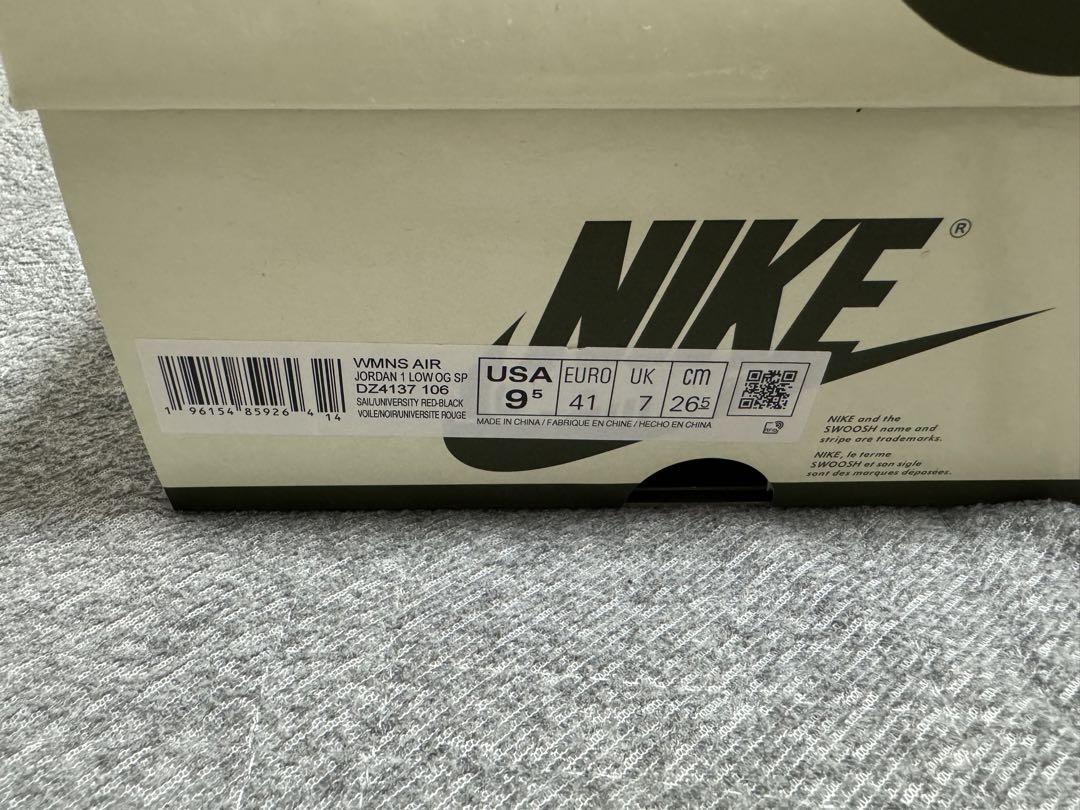 NIKE®
WMNS AIR
JORDAN 1 LOW OG SP
DZ4137 106
SAIL/UNIVERSITY RED-BLACK
VOILE/NOIR/UNIVERSITE ROUGE
1 96154 85926 4
14
USA EURO UK cm
9⁵ 41 7 26⁵
MADE IN CHINA / FABRIQUE EN CHINE / HECHO EN CHINA
NIKE and the
SWOOSH name and
stripe are trademarks.
NIKE, le terme
SWOOSH et son sigle
sont des marques déposées.